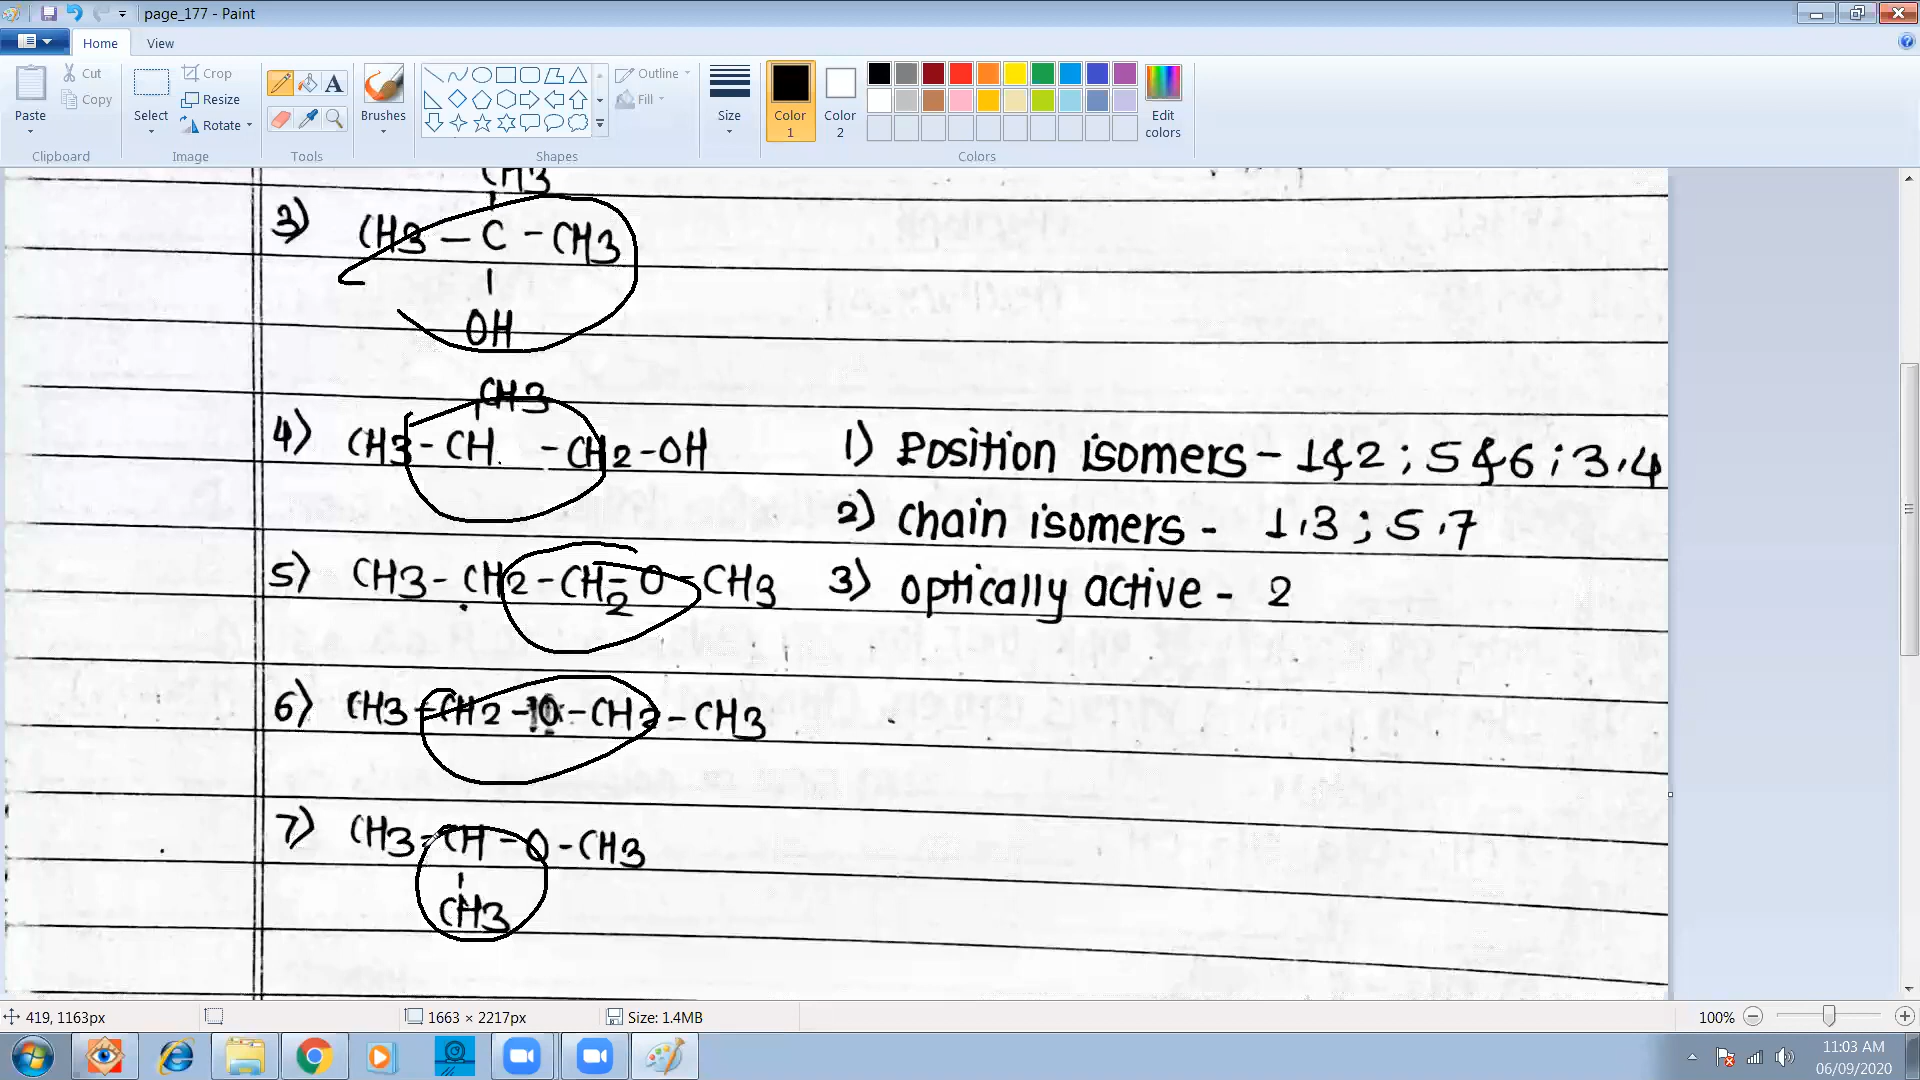 page_177 - Paint
Home View
Paste Cut Copy Select Crop Resize Rotate Brushes Outline Fill Size Color 1 Color 2 Edit colors
Clipboard Image Tools Shapes Colors
CH3
3) CH3 - C - CH3
OH
CH3
4) CH3 - CH - CH2 - OH
1) Position isomers - 1 & 2 ; 5 & 6 ; 3,4
2) Chain isomers - 1,3 ; 5,7
5) CH3 - CH2 - CH2 - O - CH3
3) optically active - 2
6) CH3 - CH2 - O - CH2 - CH3
7) CH3 - CH - O - CH3
CH3
419, 1163px 1663 × 2217px Size: 1.4MB 100%
11:03 AM
06/09/2020